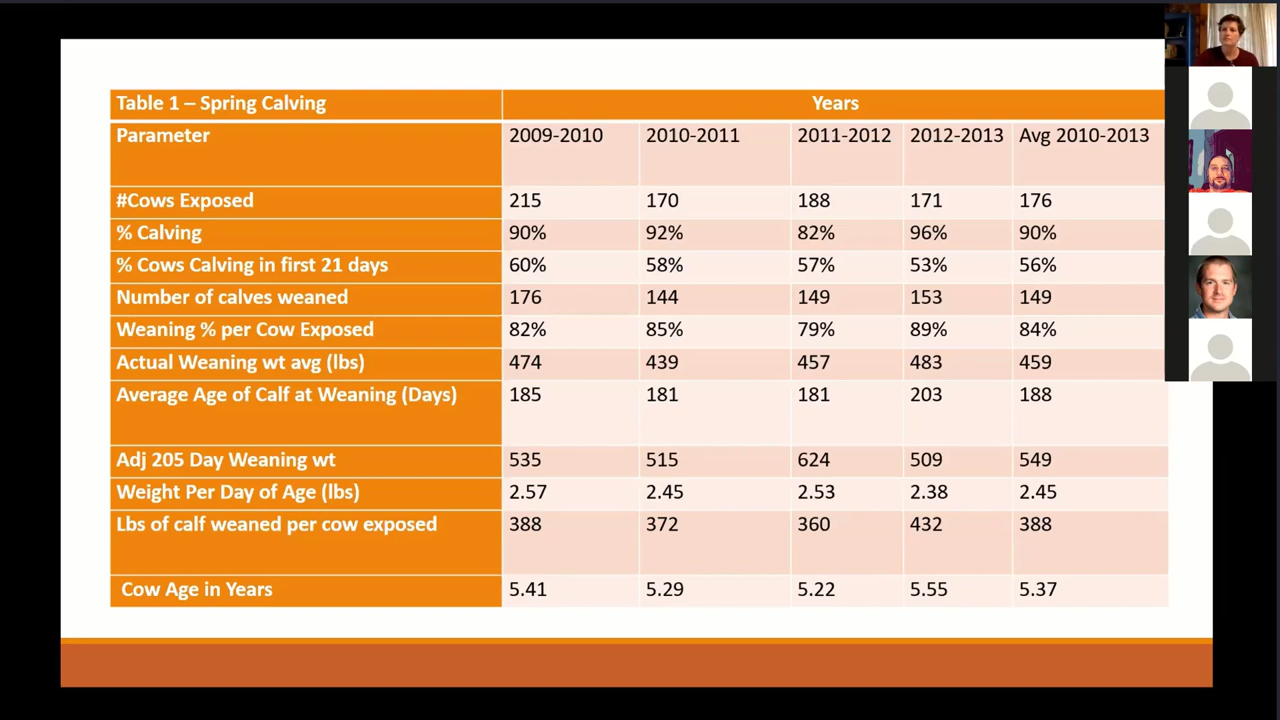 Table 1 – Spring Calving Years
Parameter 2009-2010 2010-2011 2011-2012 2012-2013 Avg 2010-2013
#Cows Exposed 215 170 188 171 176
% Calving 90% 92% 82% 96% 90%
% Cows Calving in first 21 days 60% 58% 57% 53% 56%
Number of calves weaned 176 144 149 153 149
Weaning % per Cow Exposed 82% 85% 79% 89% 84%
Actual Weaning wt avg (lbs) 474 439 457 483 459
Average Age of Calf at Weaning (Days) 185 181 181 203 188
Adj 205 Day Weaning wt 535 515 624 509 549
Weight Per Day of Age (lbs) 2.57 2.45 2.53 2.38 2.45
Lbs of calf weaned per cow exposed 388 372 360 432 388
Cow Age in Years 5.41 5.29 5.22 5.55 5.37